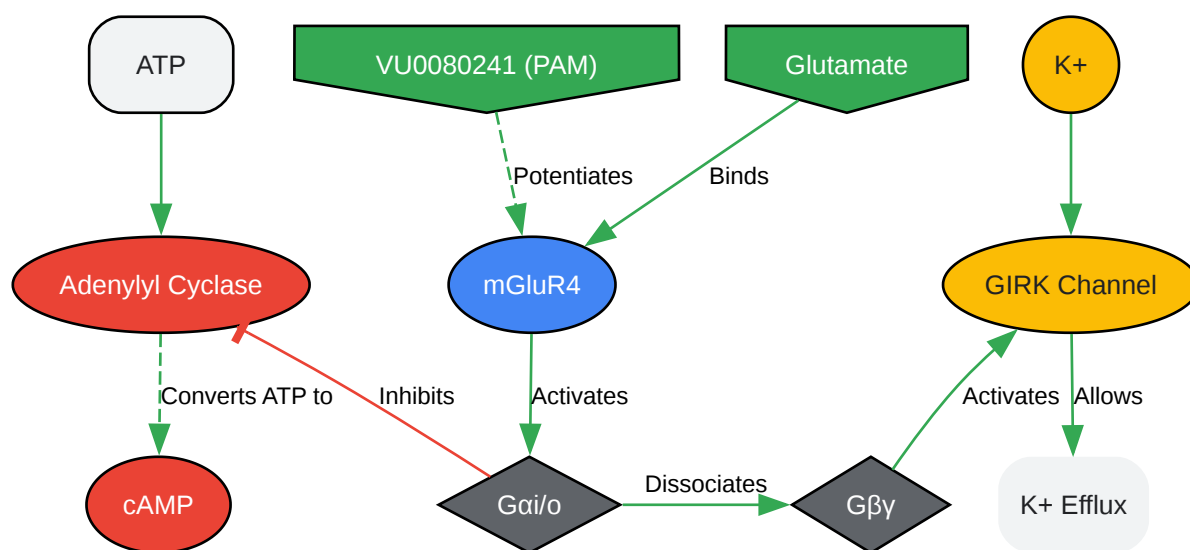 ATP
VU0080241 (PAM)
Glutamate
K+
Potentiates
Binds
Adenylyl Cyclase
mGluR4
GIRK Channel
Converts ATP to
Inhibits
Activates
Activates
Allows
cAMP
Gαi/o
Dissociates
Gβγ
K+ Efflux